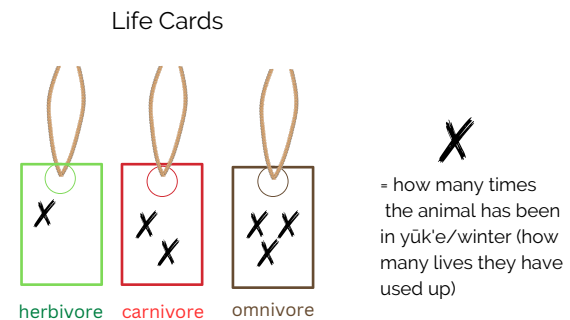 Life Cards
X
= how many times
the animal has been
in yūk'e/winter (how
many lives they have
used up)
X
X X
X X X
herbivore carnivore omnivore